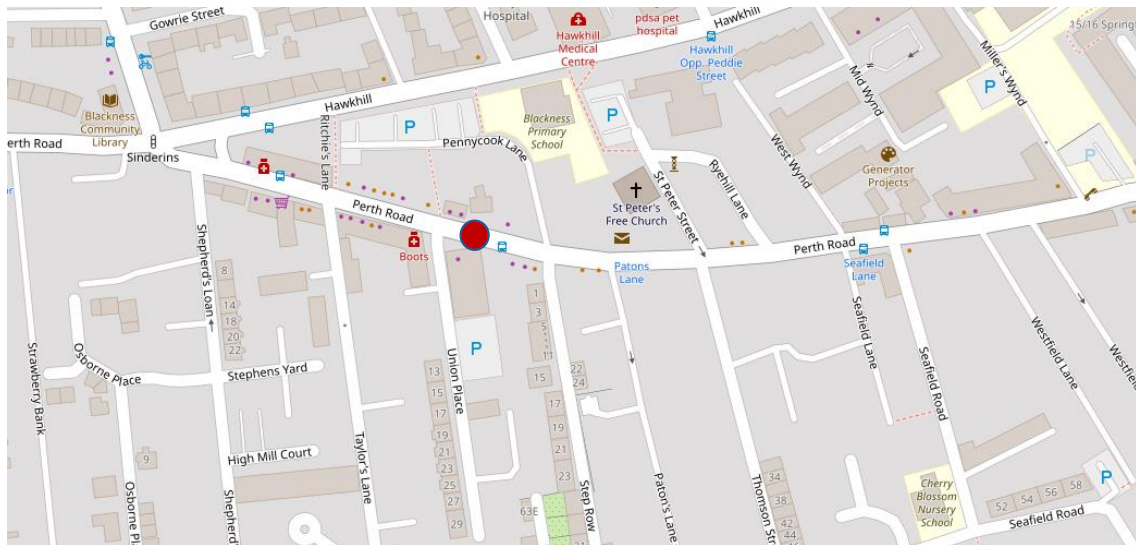 Gowrie Street
Hospital
Hawkhill
Medical
Centre
pdsa pet
hospital
Hawkhill
Hawkhill
Opp. Peddie
Street
Mid Wynd
Miller's Wynd
15/16 Spring
P
Blackness
Community
Library
Hawkhill
P
Blackness
Primary
School
P
P
erth Road
Sinderins
Ritchie's Lane
Pennycook Lane
West Wynd
Generator
Projects
Ryehill Lane
St Peter Street
St Peter's
Free Church
Perth Road
Boots
Patons
Lane
Perth Road
Seafield
Lane
Shepherd's Loan
8
14
18
20
22
1
3
5
11
15
Osborne Place
Stephens Yard
Strawberry Bank
Union Place
P
13
15
17
19
21
23
25
27
29
22
24
17
19
21
23
High Mill Court
9
Osborne Pl
Shepherd'
Taylor's Lane
63E
Step Row
21
Paton's Lane
Thomson St
34
38
42
44
Seafield Lane
Seafield Road
Westfield Lane
Westfie
Cherry
Blossom
Nursery
School
52
54
56
58
P
Seafield Road